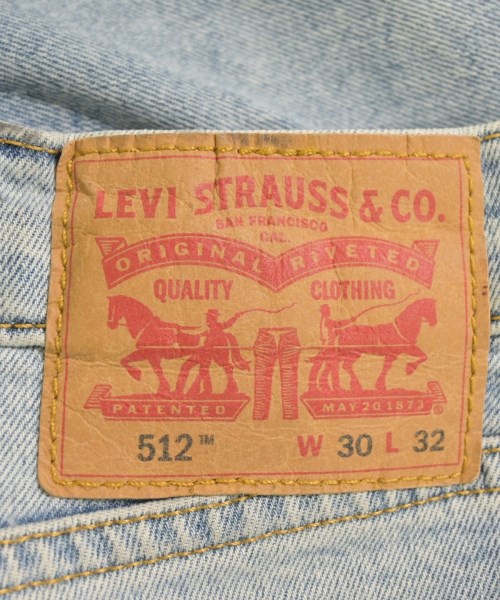 LEVI STRAUSS & CO.
SAN FRANCISCO
CAL.
ORIGINAL RIVETED
QUALITY CLOTHING
PATENTED MAY 20 1873 ®
512™ W 30 L 32